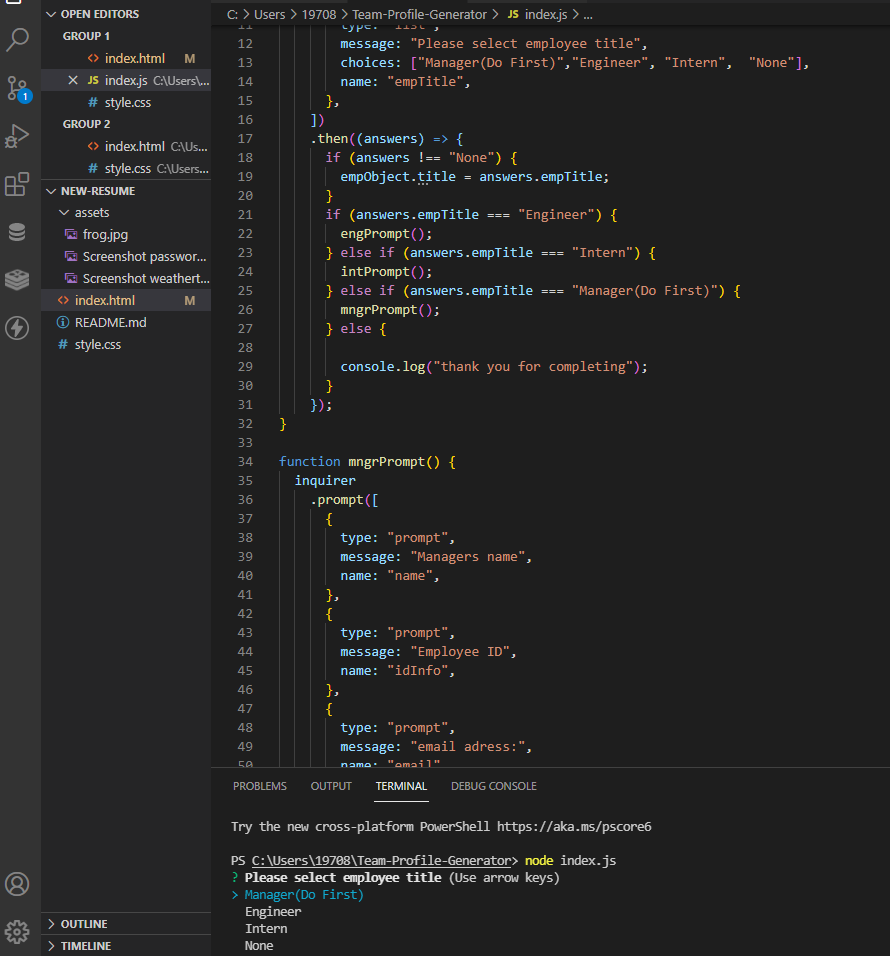 OPEN EDITORS
GROUP 1
index.html M
index.js C:\Users\...
style.css
GROUP 2
index.html C:\Us...
style.css C:\Users...
NEW-RESUME
assets
frog.jpg
Screenshot passwor...
Screenshot weathert...
index.html M
README.md
style.css
OUTLINE
TIMELINE
1
C: > Users > 19708 > Team-Profile-Generator > JS index.js > ...
11 type: "list",
12 message: "Please select employee title",
13 choices: ["Manager(Do First)","Engineer", "Intern",  "None"],
14 name: "empTitle",
15 },
16 ])
17 .then((answers) => {
18 if (answers !== "None") {
19 empObject.title = answers.empTitle;
20 }
21 if (answers.empTitle === "Engineer") {
22 engPrompt();
23 } else if (answers.empTitle === "Intern") {
24 intPrompt();
25 } else if (answers.empTitle === "Manager(Do First)") {
26 mngrPrompt();
27 } else {
28
29 console.log("thank you for completing");
30 }
31 });
32 }
33
34 function mngrPrompt() {
35 inquirer
36 .prompt([
37 {
38 type: "prompt",
39 message: "Managers name",
40 name: "name",
41 },
42 {
43 type: "prompt",
44 message: "Employee ID",
45 name: "idInfo",
46 },
47 {
48 type: "prompt",
49 message: "email adress:",
50 name: "email"
PROBLEMS OUTPUT TERMINAL DEBUG CONSOLE
Try the new cross-platform PowerShell https://aka.ms/pscore6
PS C:\Users\19708\Team-Profile-Generator> node index.js
? Please select employee title (Use arrow keys)
> Manager(Do First)
Engineer
Intern
None